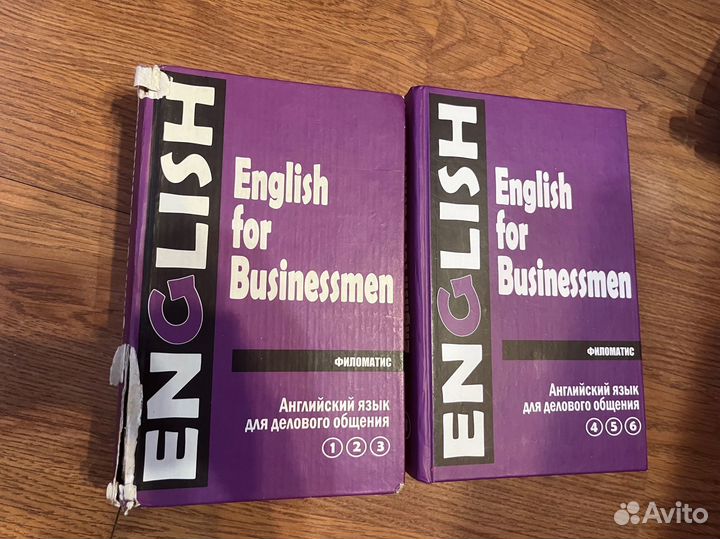 ENGLISH
English
for
Businessmen
ФИЛОМАТИС
Английский язык
для делового общения
1 2 3
ENGLISH
English
for
Businessmen
ФИЛОМАТИС
Английский язык
для делового общения
4 5 6
Avito